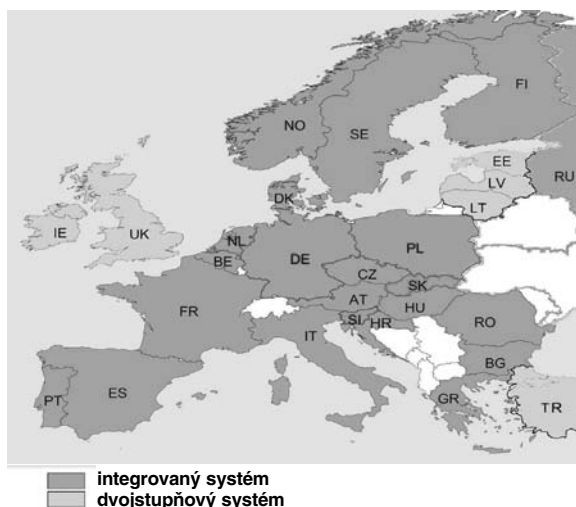 FI
NO
SE
EE
RU
LV
DK
LT
IE
UK
NL
PL
BE
DE
CZ
SK
FR
AT
HU
SI
HR
RO
IT
BG
PT
ES
GR
TR
integrovaný systém
dvojstupňový systém